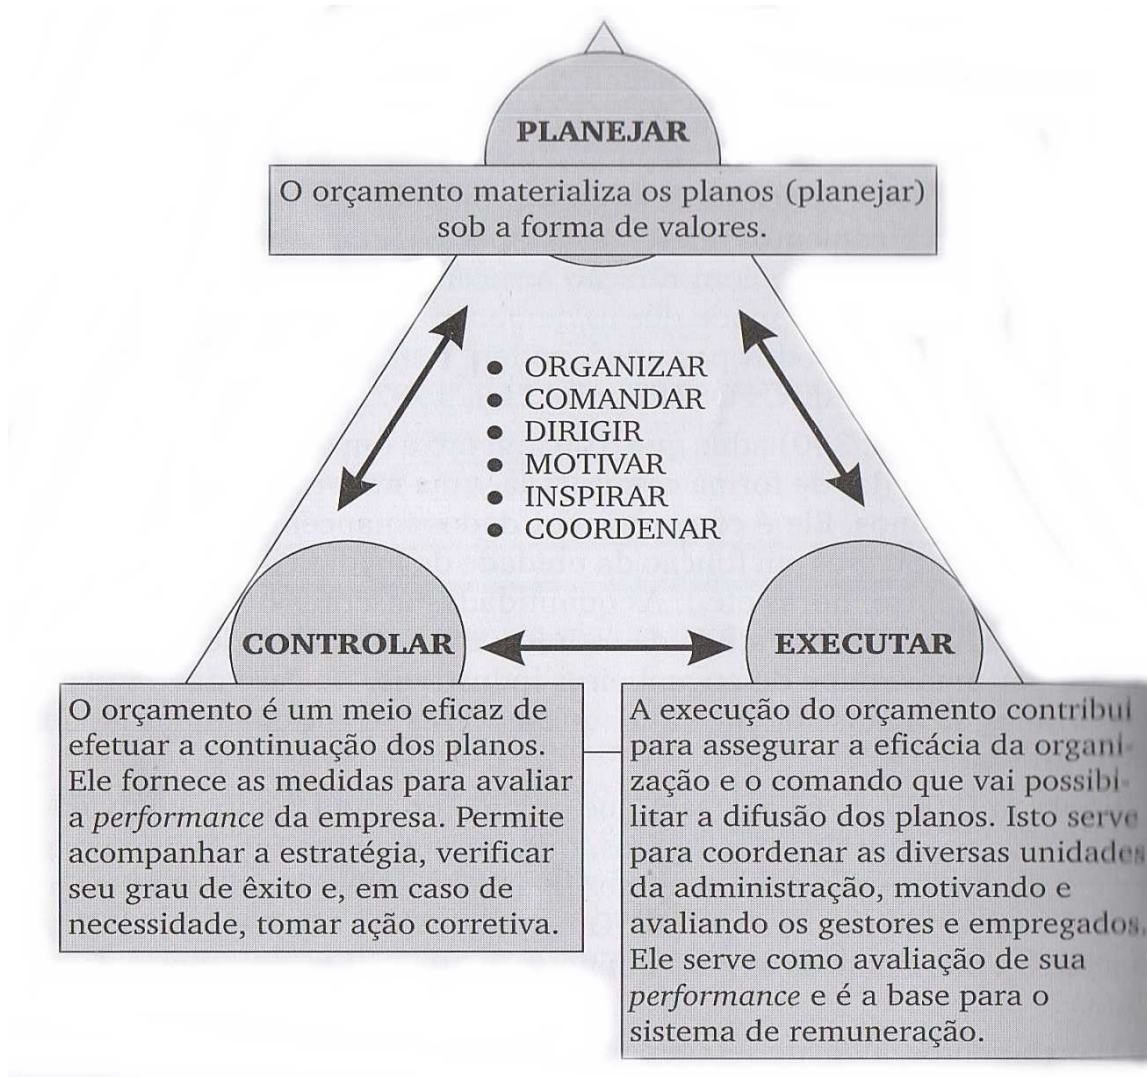 PLANEJAR
O orçamento materializa os planos (planejar)
sob a forma de valores.
● ORGANIZAR
● COMANDAR
● DIRIGIR
● MOTIVAR
● INSPIRAR
● COORDENAR
CONTROLAR
O orçamento é um meio eficaz de
efetuar a continuação dos planos.
Ele fornece as medidas para avaliar
a performance da empresa. Permite
acompanhar a estratégia, verificar
seu grau de êxito e, em caso de
necessidade, tomar ação corretiva.
EXECUTAR
A execução do orçamento contribui
para assegurar a eficácia da organi-
zação e o comando que vai possibi-
litar a difusão dos planos. Isto serve
para coordenar as diversas unidades
da administração, motivando e
avaliando os gestores e empregados.
Ele serve como avaliação de sua
performance e é a base para o
sistema de remuneração.